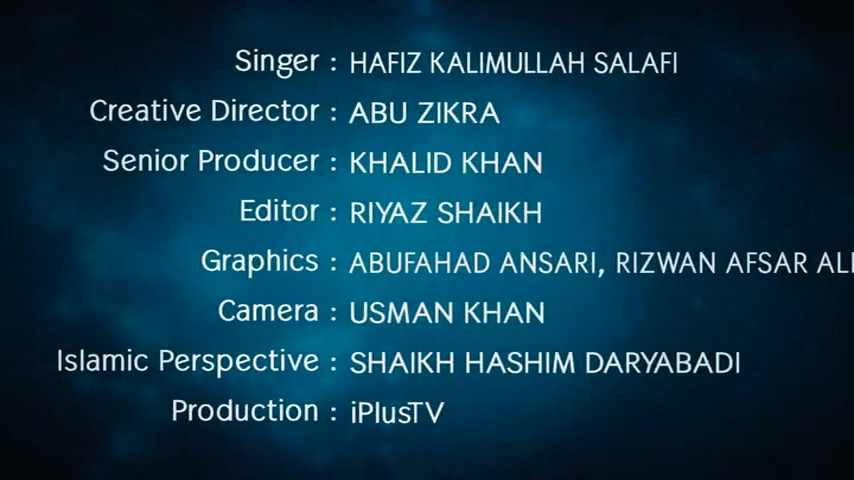 Singer : HAFIZ KALIMULLAH SALAFI
Creative Director : ABU ZIKRA
Senior Producer : KHALID KHAN
Editor : RIYAZ SHAIKH
Graphics : ABUFAHAD ANSARI, RIZWAN AFSAR ALI
Camera : USMAN KHAN
Islamic Perspective : SHAIKH HASHIM DARYABADI
Production : iPlusTV